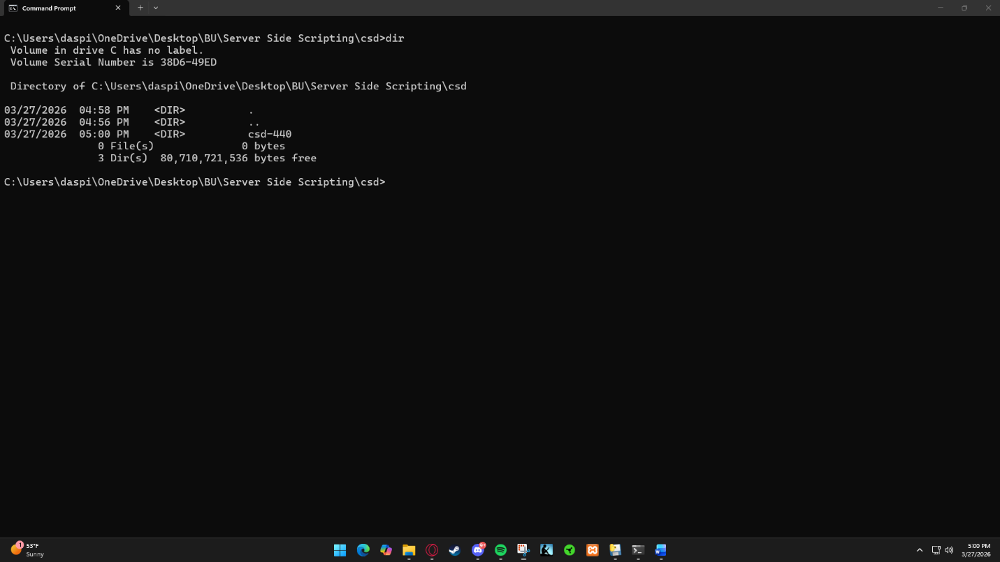 Command Prompt
C:\Users\daspi\OneDrive\Desktop\BU\Server Side Scripting\csd>dir
Volume in drive C has no label.
Volume Serial Number is 38D6-49ED
Directory of C:\Users\daspi\OneDrive\Desktop\BU\Server Side Scripting\csd
03/27/2026  04:58 PM    <DIR>          .
03/27/2026  04:56 PM    <DIR>          ..
03/27/2026  05:00 PM    <DIR>          csd-440
0 File(s)              0 bytes
3 Dir(s)  80,710,721,536 bytes free
C:\Users\daspi\OneDrive\Desktop\BU\Server Side Scripting\csd>
1
53°F
Sunny
9+
5:00 PM
3/27/2026